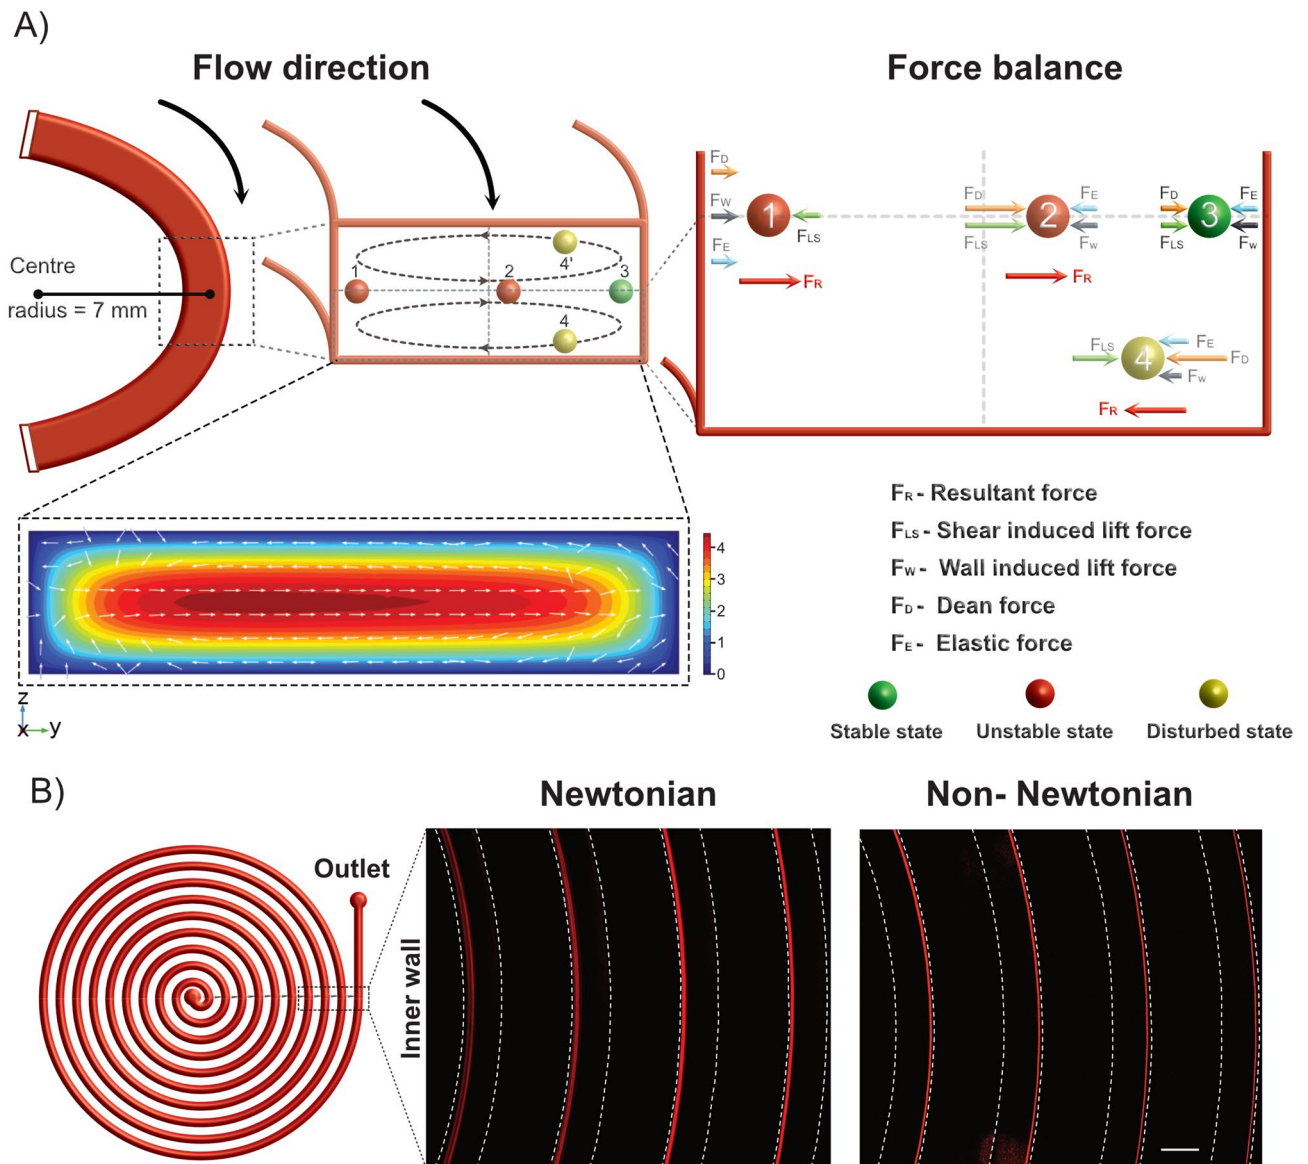 A)
Flow direction
Force balance
Centre
radius = 7 mm
1
2
3
4'
4
FD
FW
FE
1
FLS
FR
FD
FLS
2
FE
FW
FR
FD
FLS
3
FE
FW
FLS
4
FE
FD
FW
FR
4
3
2
1
0
z
x
y
FR - Resultant force
FLS - Shear induced lift force
FW - Wall induced lift force
FD - Dean force
FE - Elastic force
Stable state
Unstable state
Disturbed state
B)
Newtonian
Non- Newtonian
Outlet
Inner wall